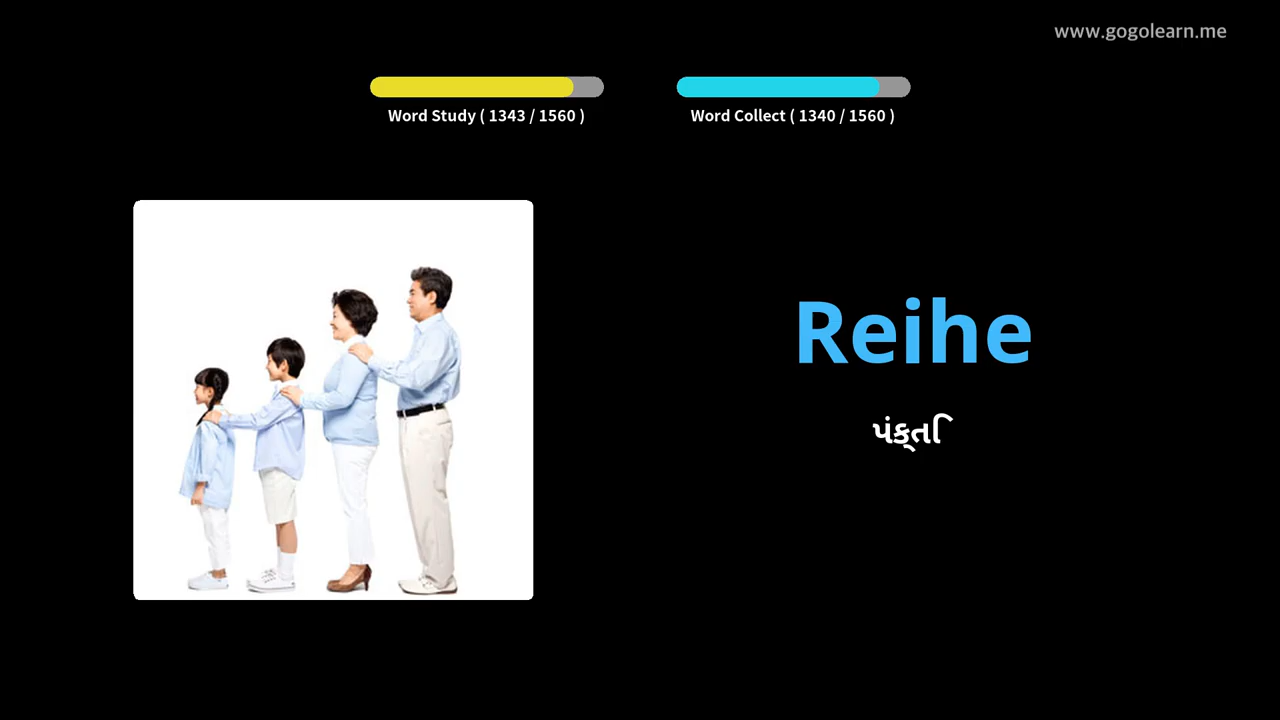 www.gogolearn.me
Word Study ( 1343 / 1560 )
Word Collect ( 1340 / 1560 )
Reihe
પંક્તિ